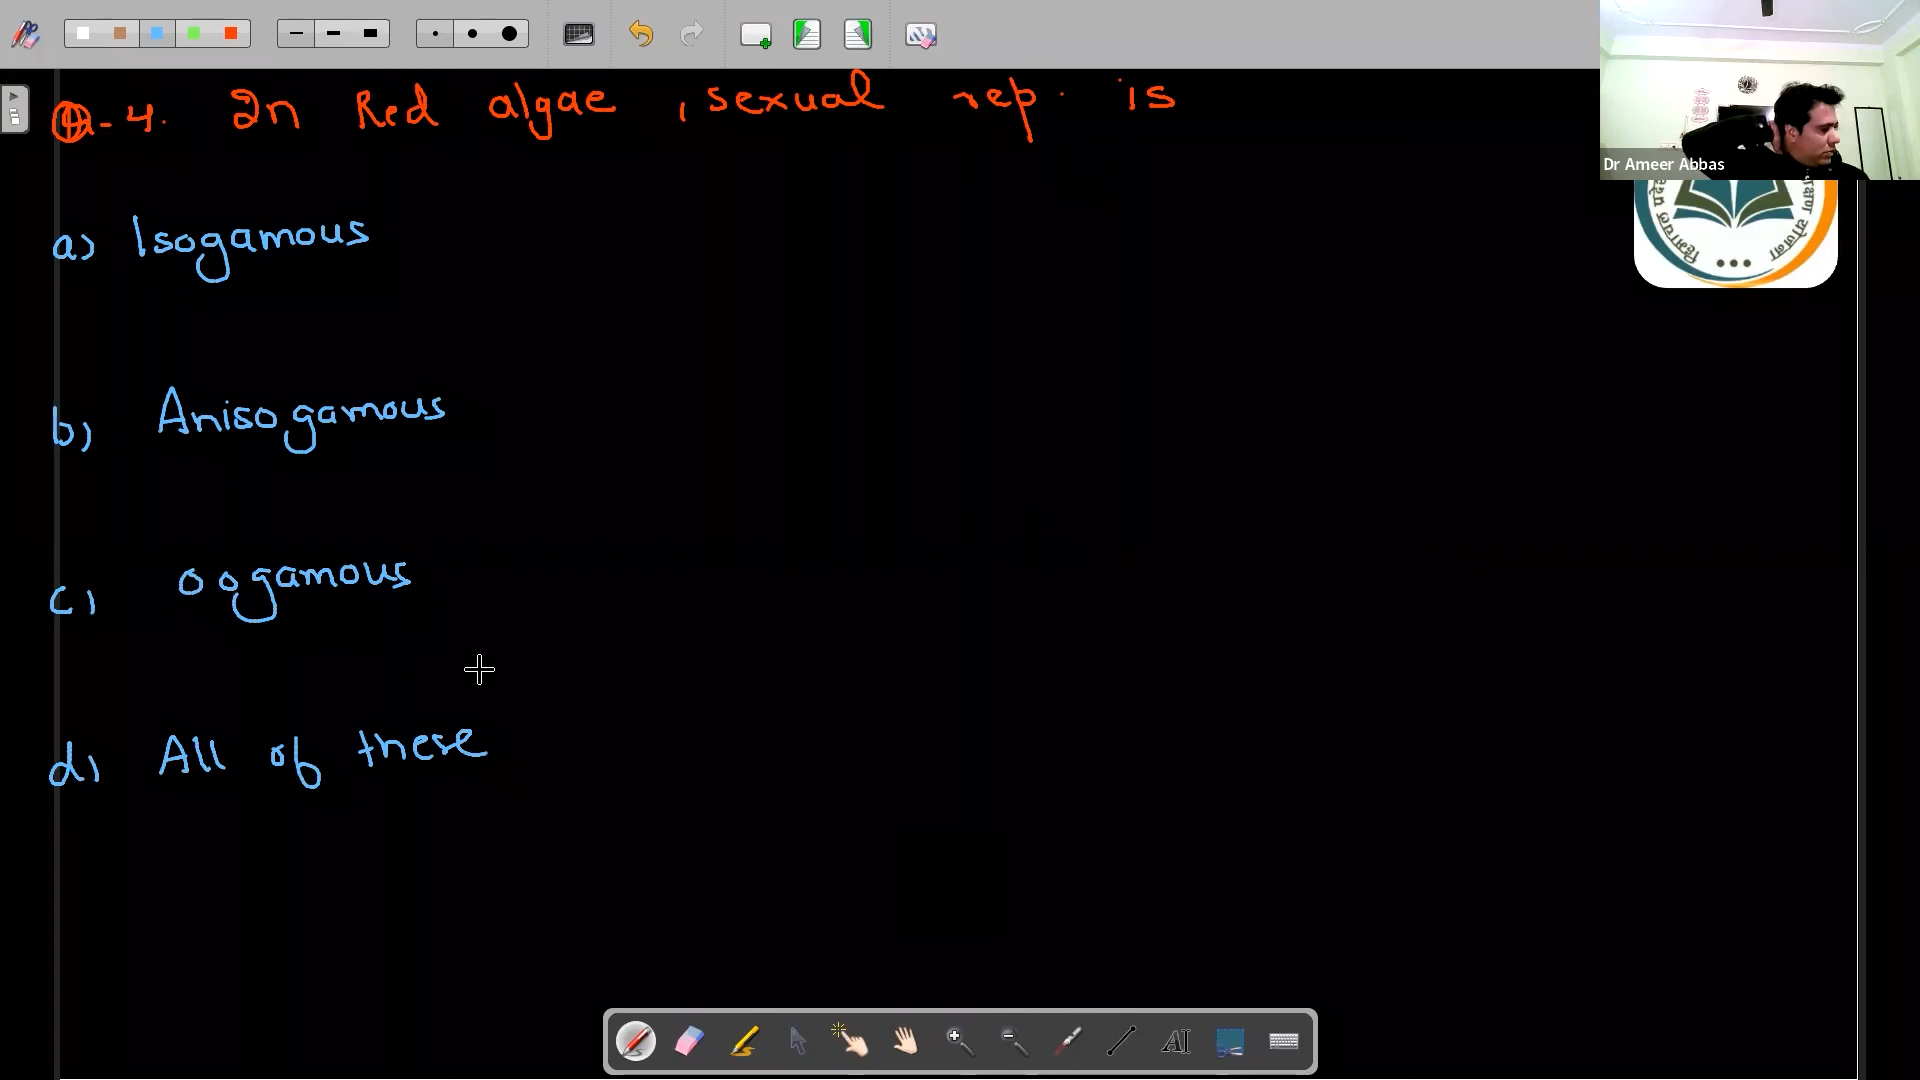 Q-4. In Red algae, sexual rep. is
Dr Ameer Abbas
a) Isogamous
b) Anisogamous
c) oogamous
d) All of these